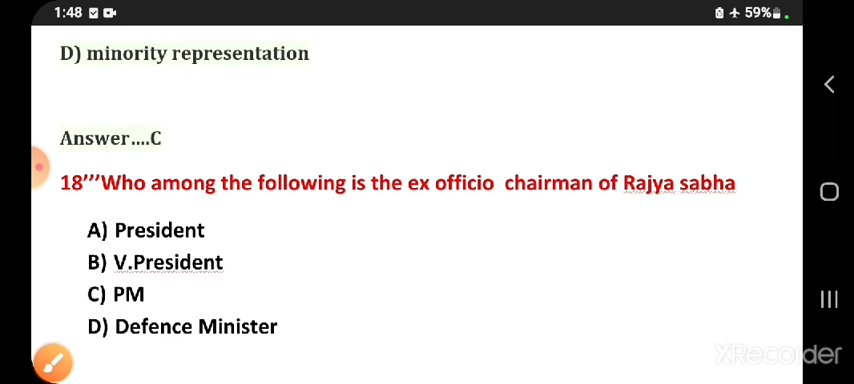 1:48
59%
D) minority representation
Answer....C
18’’’Who among the following is the ex officio  chairman of Rajya sabha
A) President
B) V.President
C) PM
D) Defence Minister
XRecorder